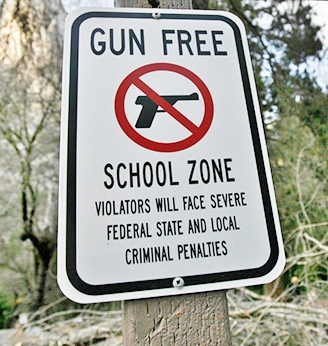 GUN FREE
SCHOOL ZONE
VIOLATORS WILL FACE SEVERE
FEDERAL STATE AND LOCAL
CRIMINAL PENALTIES